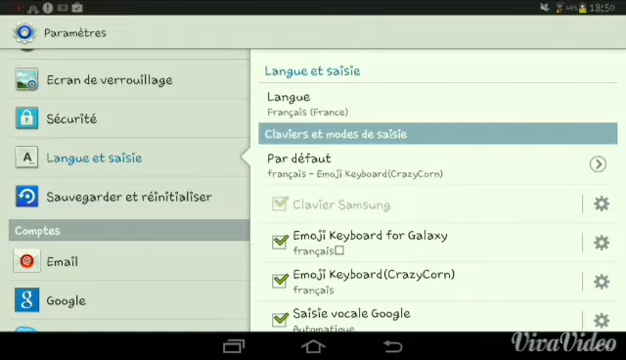 54% 18:50
Paramètres
Ecran de verrouillage
Sécurité
Langue et saisie
Sauvegarder et réinitialiser
Comptes
Email
Google
Langue et saisie
Langue
Français (France)
Claviers et modes de saisie
Par défaut
français - Emoji Keyboard(CrazyCorn)
Clavier Samsung
Emoji Keyboard for Galaxy
français
Emoji Keyboard(CrazyCorn)
français
Saisie vocale Google
Automatique
VivaVideo